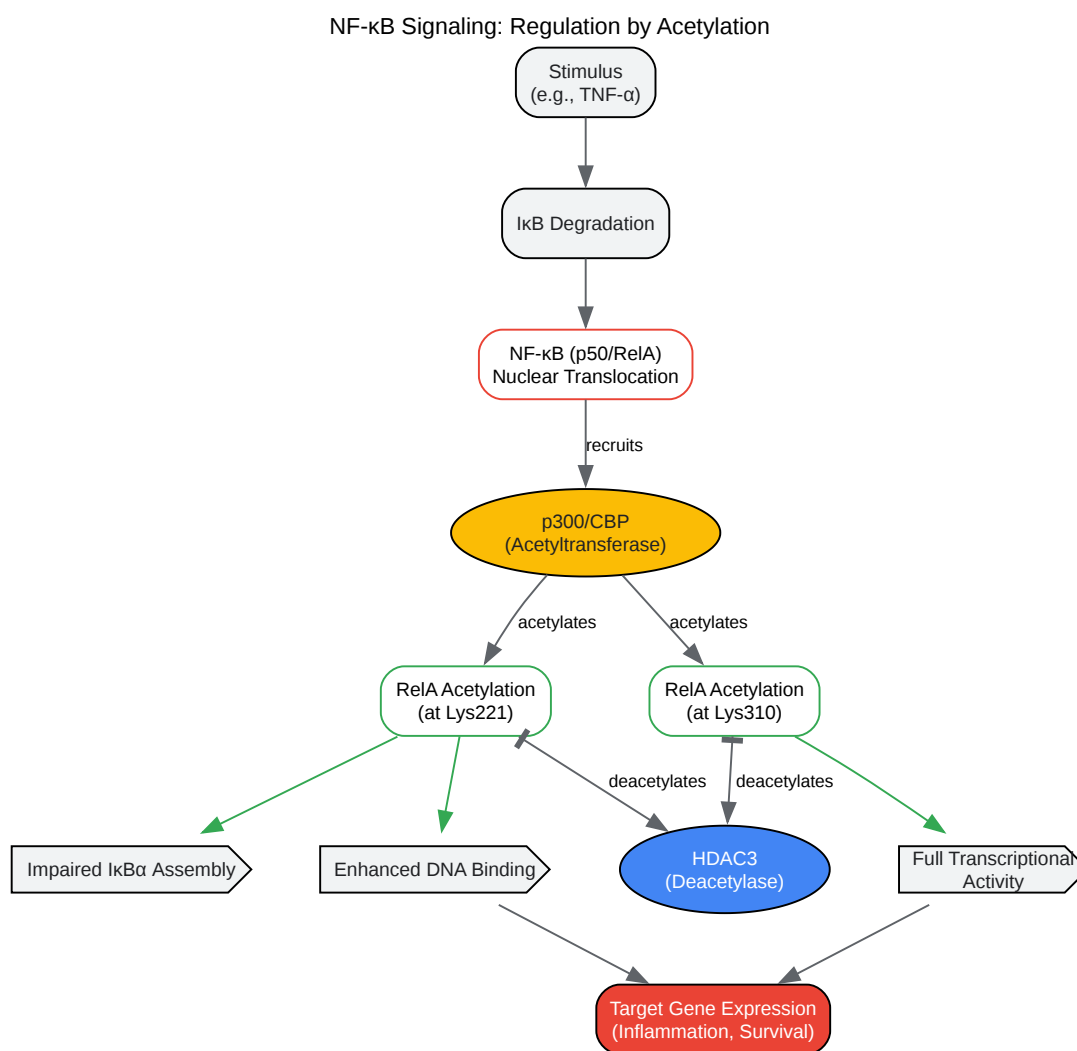 NF-κB Signaling: Regulation by Acetylation
Stimulus
(e.g., TNF-α)
IκB Degradation
NF-κB (p50/RelA)
Nuclear Translocation
recruits
p300/CBP
(Acetyltransferase)
acetylates
acetylates
RelA Acetylation
(at Lys221)
RelA Acetylation
(at Lys310)
deacetylates
deacetylates
Impaired IκBα Assembly
Enhanced DNA Binding
HDAC3
(Deacetylase)
Full Transcriptional
Activity
Target Gene Expression
(Inflammation, Survival)